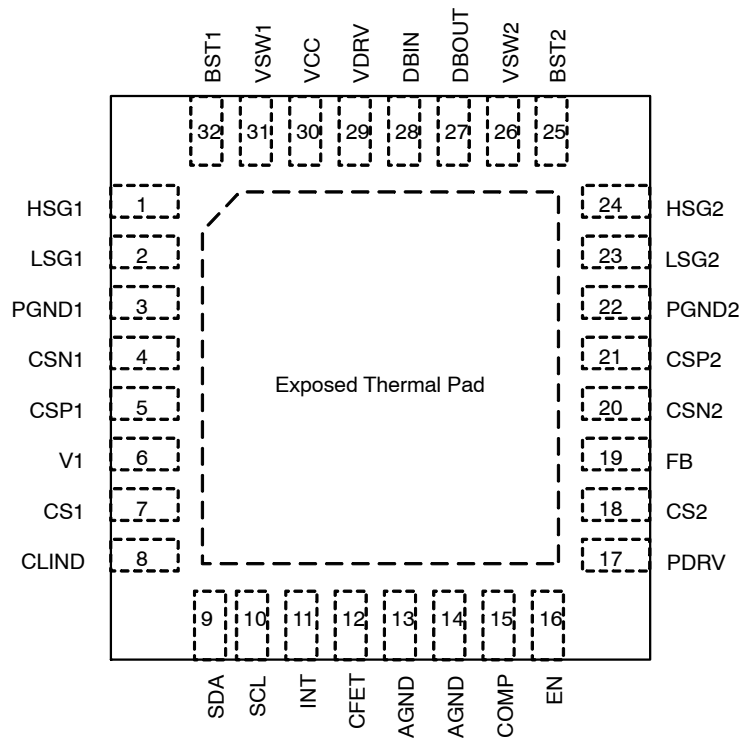 BST1 VSW1 VCC VDRV DBIN DBOUT VSW2 BST2
32 31 30 29 28 27 26 25
HSG1 1 24 HSG2
LSG1 2 23 LSG2
PGND1 3 22 PGND2
CSN1 4 21 CSP2
Exposed Thermal Pad
CSP1 5 20 CSN2
V1 6 19 FB
CS1 7 18 CS2
CLIND 8 17 PDRV
9 10 11 12 13 14 15 16
SDA SCL INT CFET AGND AGND COMP EN